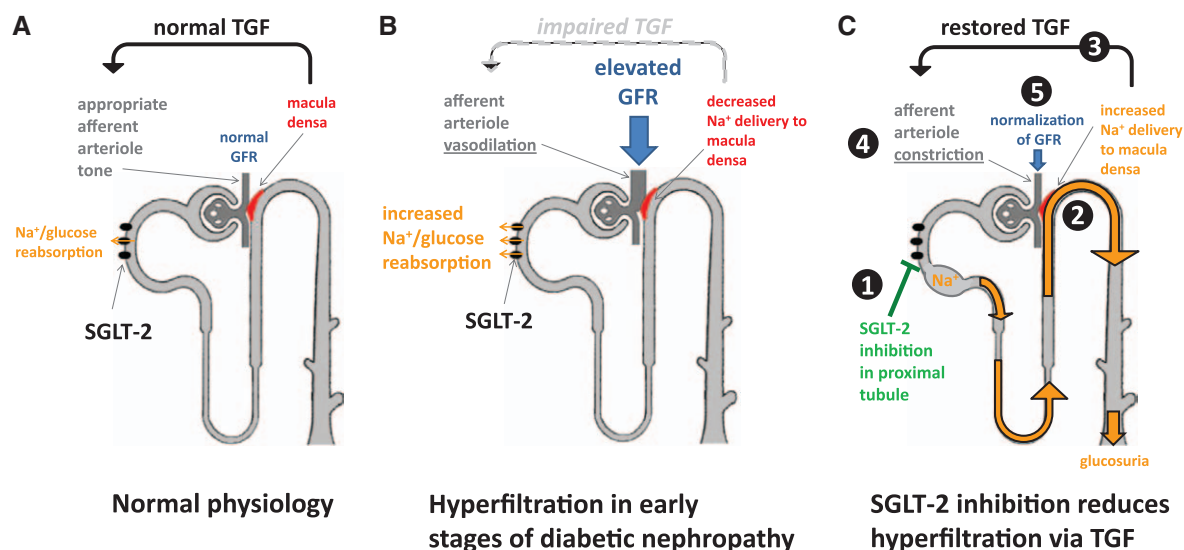 A
normal TGF
appropriate
afferent
arteriole
tone
macula
densa
normal
GFR
Na⁺/glucose
reabsorption
SGLT-2
Normal physiology
B
impaired TGF
elevated
GFR
afferent
arteriole
vasodilation
decreased
Na⁺ delivery to
macula
densa
increased
Na⁺/glucose
reabsorption
SGLT-2
Hyperfiltration in early
stages of diabetic nephropathy
C
restored TGF
3
afferent
arteriole
constriction
4
5
normalization
of GFR
increased
Na⁺ delivery
to macula
densa
2
1
Na⁺
SGLT-2
inhibition
in proximal
tubule
glucosuria
SGLT-2 inhibition reduces
hyperfiltration via TGF